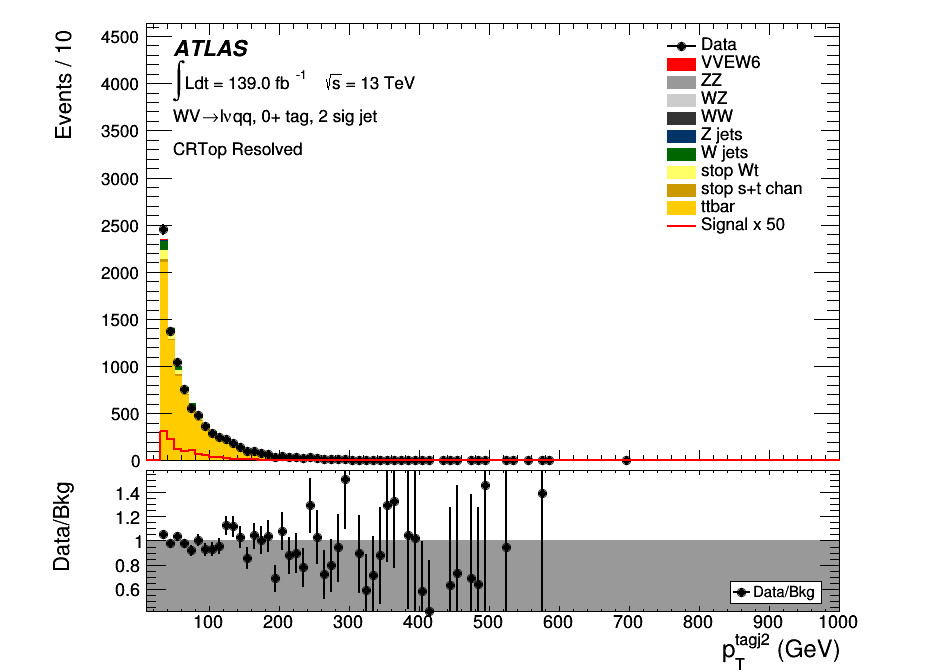 Events / 10
4500
4000
3500
3000
2500
2000
1500
1000
500
0
ATLAS
∫Ldt = 139.0 fb⁻¹ √s = 13 TeV
WV→lνqq, 0+ tag, 2 sig jet
CRTop Resolved
Data
VVEW6
ZZ
WZ
WW
Z jets
W jets
stop Wt
stop s+t chan
ttbar
Signal x 50
Data/Bkg
1.4
1.2
1
0.8
0.6
Data/Bkg
100 200 300 400 500 600 700 800 900 1000
p_T^tagj2 (GeV)